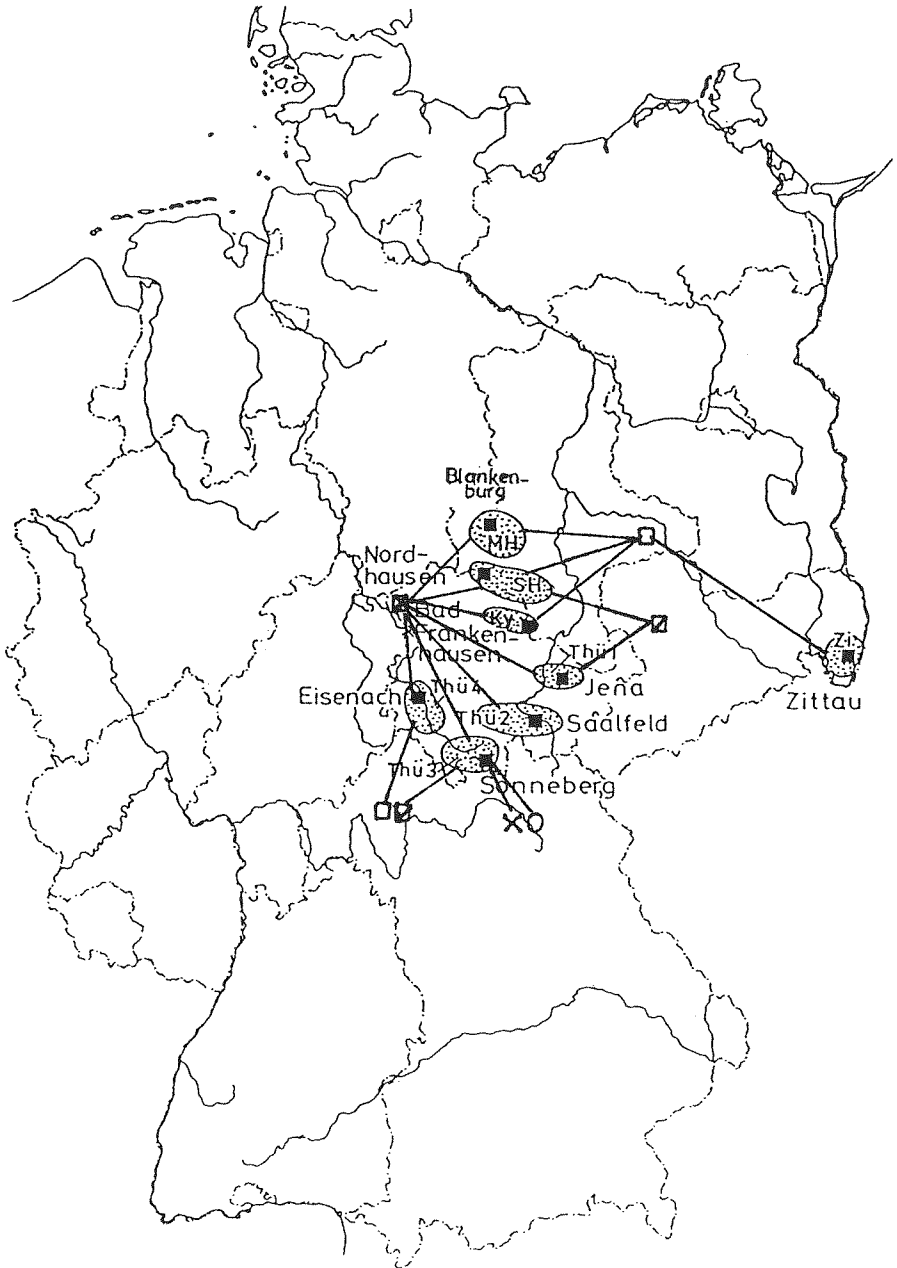 Blanken-
burg
MH
Nord-
hausen
SH
Bad
Franken-
hausen
Ky
Thü1
Zi
Jena
Zittau
Eisenach
Thü4
Thü2
Saalfeld
Thü3
Sonneberg